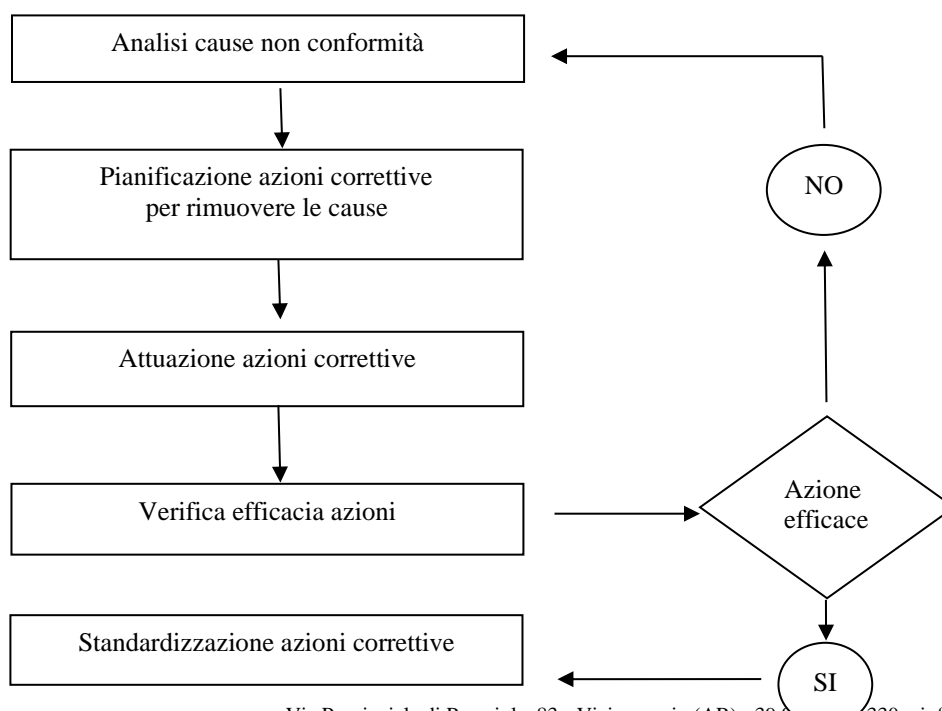 Analisi cause non conformità
Pianificazione azioni correttive
per rimuovere le cause
NO
Attuazione azioni correttive
Verifica efficacia azioni
Azione
efficace
Standardizzazione azioni correttive
SI